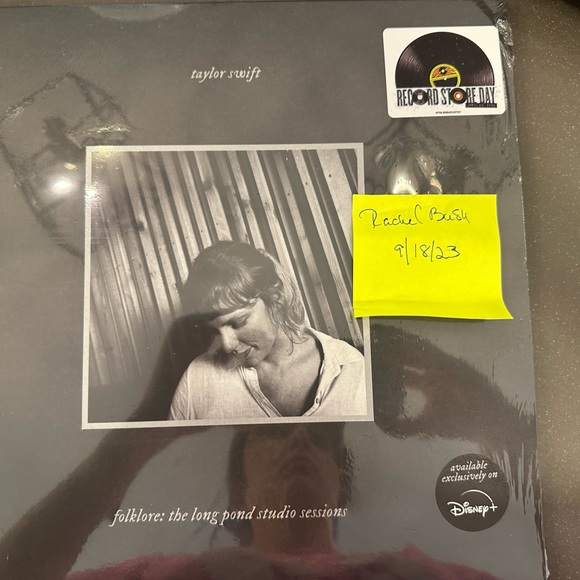 taylor swift
RECORD STORE DAY
Rachel Bush
9/18/23
folklore: the long pond studio sessions
available
exclusively on
Disney+